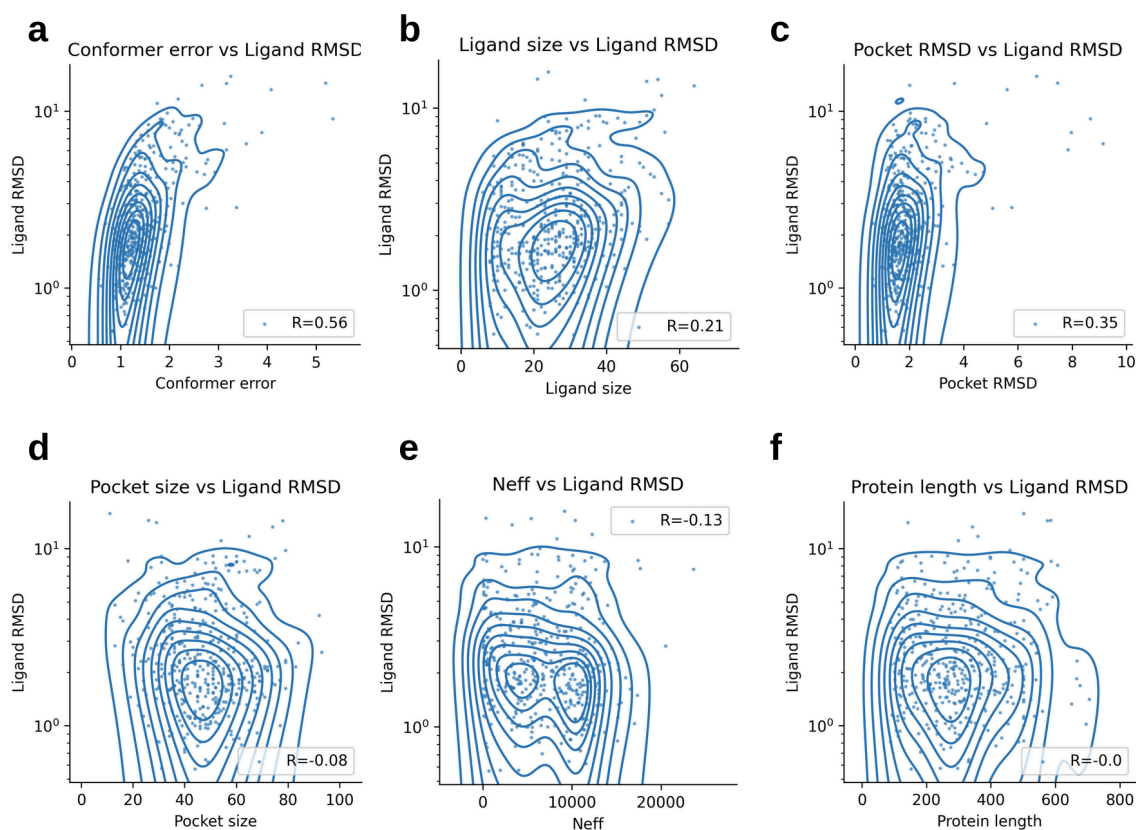 a
Conformer error vs Ligand RMSD
Ligand RMSD
10¹
10⁰
R=0.56
0 1 2 3 4 5
Conformer error
b
Ligand size vs Ligand RMSD
Ligand RMSD
10¹
10⁰
R=0.21
0 20 40 60
Ligand size
c
Pocket RMSD vs Ligand RMSD
Ligand RMSD
10¹
10⁰
R=0.35
0 2 4 6 8 10
Pocket RMSD
d
Pocket size vs Ligand RMSD
Ligand RMSD
10¹
10⁰
R=-0.08
0 20 40 60 80 100
Pocket size
e
Neff vs Ligand RMSD
Ligand RMSD
R=-0.13
10¹
10⁰
0 10000 20000
Neff
f
Protein length vs Ligand RMSD
Ligand RMSD
10¹
10⁰
R=-0.0
0 200 400 600 800
Protein length